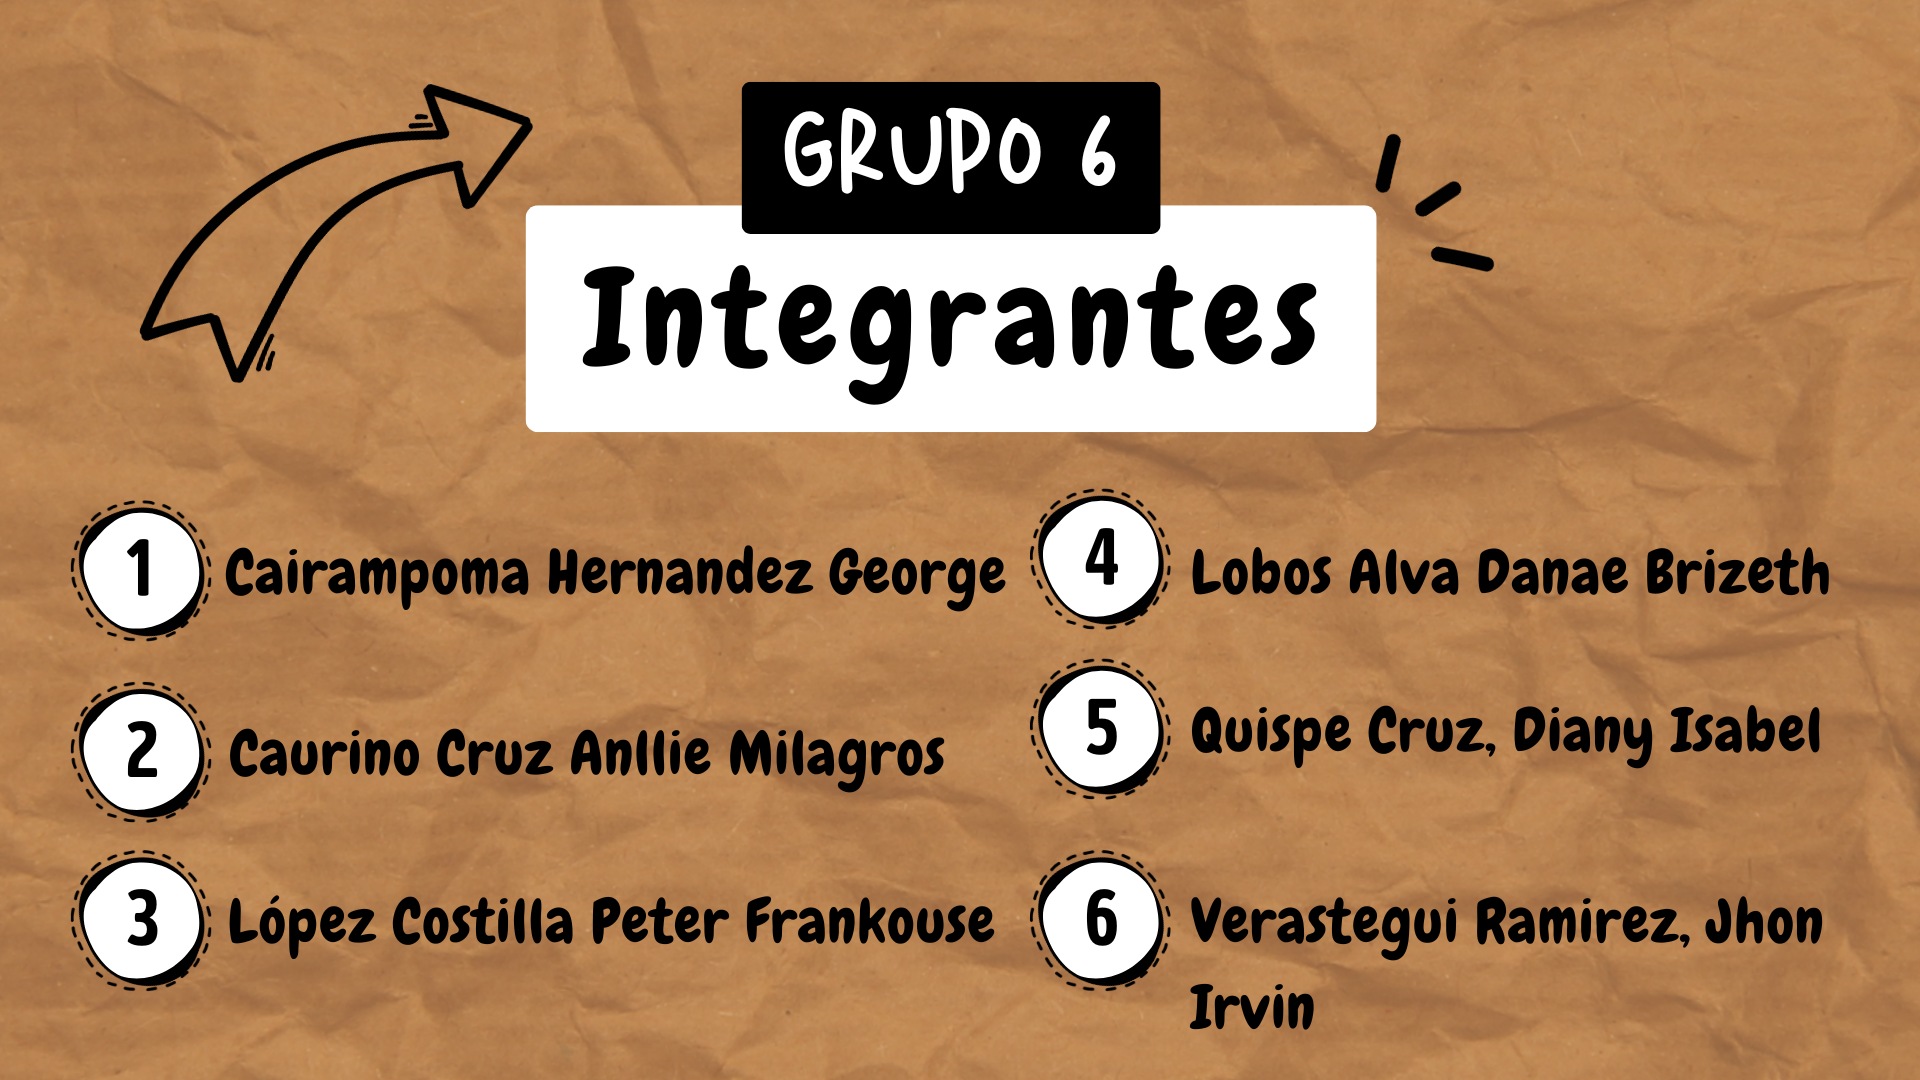 GRUPO 6
Integrantes
1 Cairampoma Hernandez George
2 Caurino Cruz Anllie Milagros
3 López Costilla Peter Frankouse
4 Lobos Alva Danae Brizeth
5 Quispe Cruz, Diany Isabel
6 Verastegui Ramirez, Jhon
Irvin